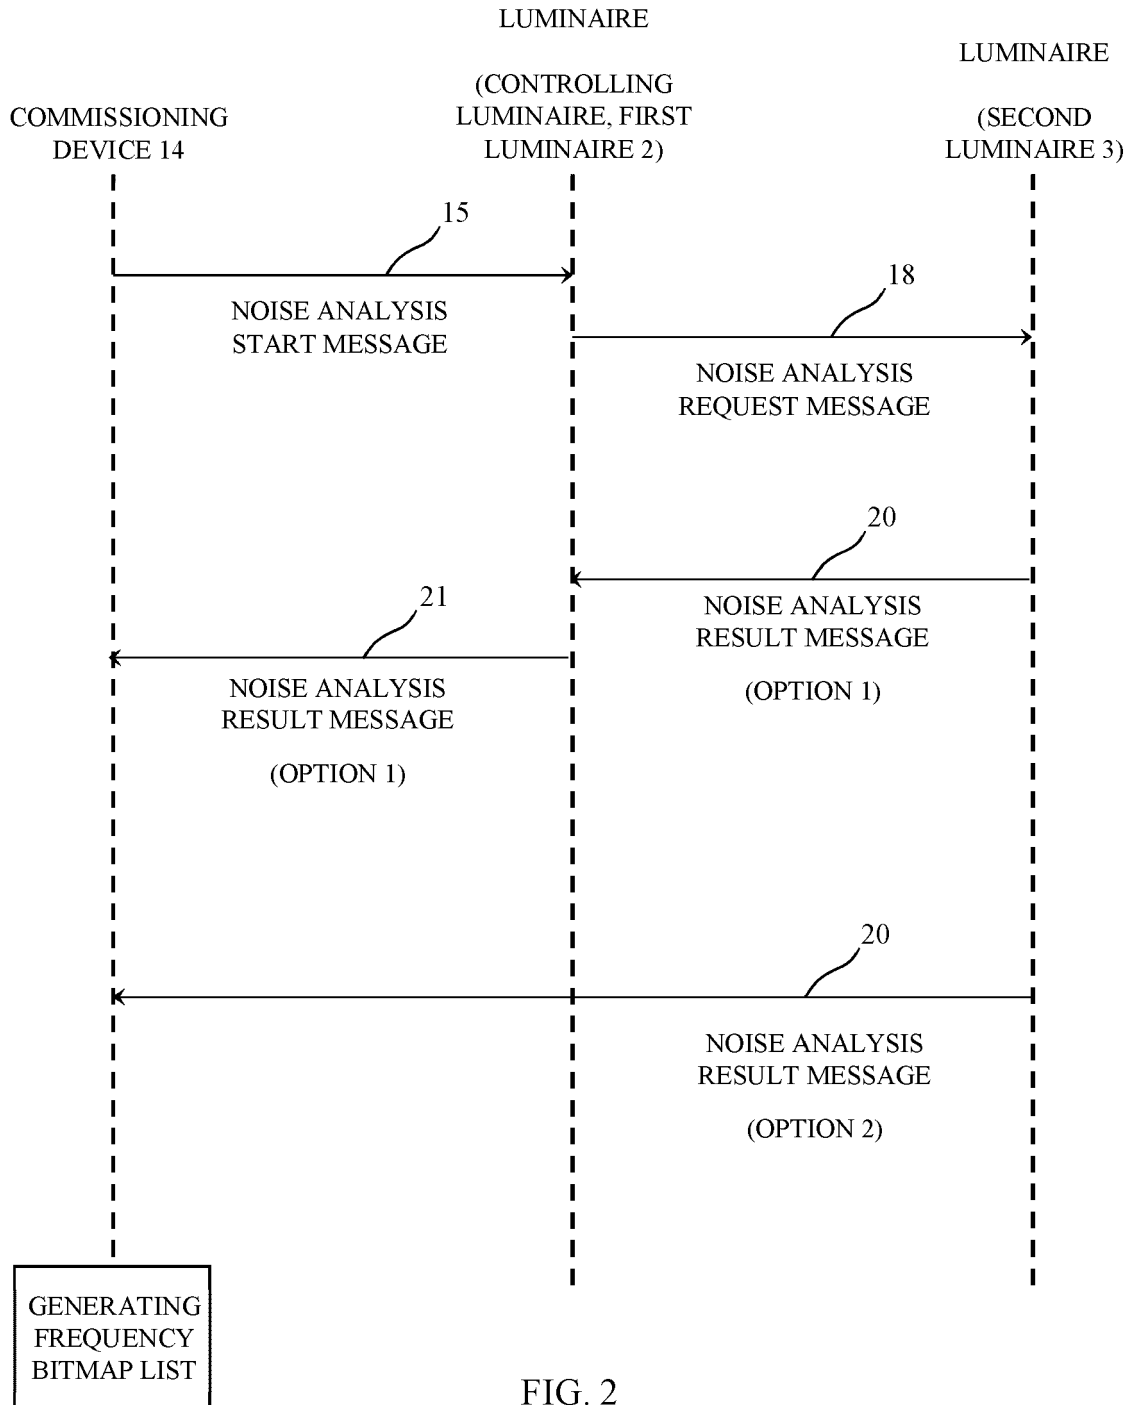 LUMINAIRE
(CONTROLLING
LUMINAIRE, FIRST
LUMINAIRE 2)
LUMINAIRE
(SECOND
LUMINAIRE 3)
COMMISSIONING
DEVICE 14
15
NOISE ANALYSIS
START MESSAGE
18
NOISE ANALYSIS
REQUEST MESSAGE
20
NOISE ANALYSIS
RESULT MESSAGE
(OPTION 1)
21
NOISE ANALYSIS
RESULT MESSAGE
(OPTION 1)
20
NOISE ANALYSIS
RESULT MESSAGE
(OPTION 2)
GENERATING
FREQUENCY
BITMAP LIST
FIG. 2